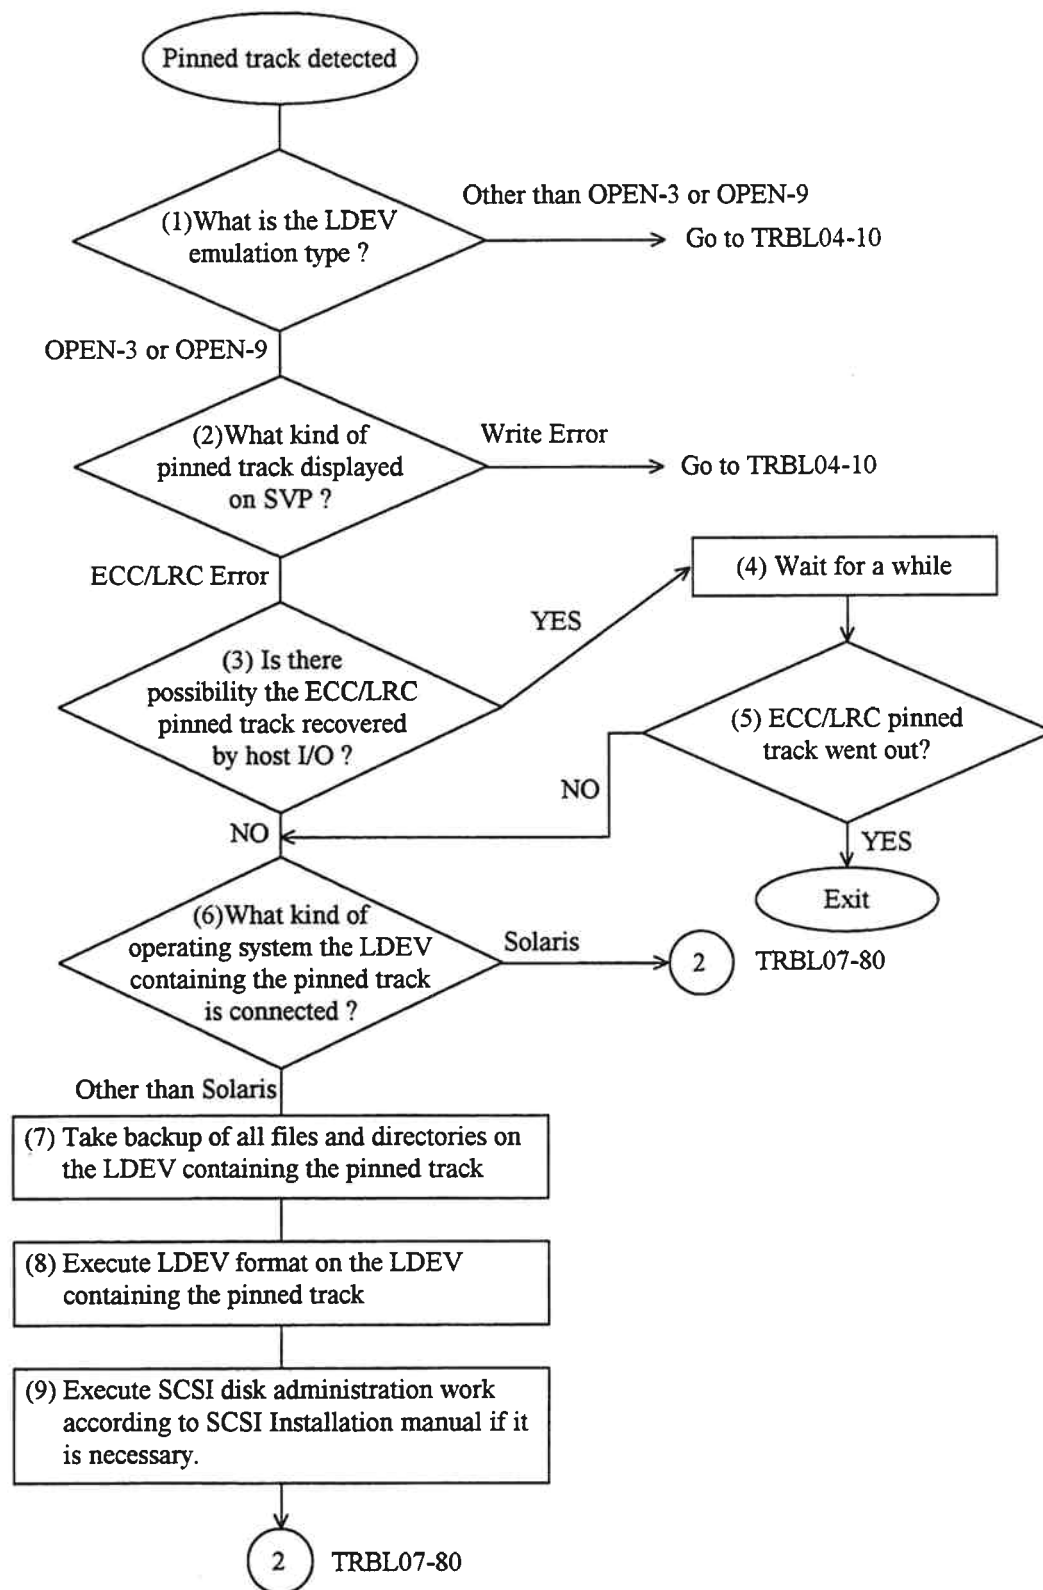 Pinned track detected
(1)What is the LDEV
emulation type ?
Other than OPEN-3 or OPEN-9
Go to TRBL04-10
OPEN-3 or OPEN-9
(2)What kind of
pinned track displayed
on SVP ?
Write Error
Go to TRBL04-10
ECC/LRC Error
(3) Is there
possibility the ECC/LRC
pinned track recovered
by host I/O ?
YES
(4) Wait for a while
(5) ECC/LRC pinned
track went out?
NO
YES
Exit
NO
(6)What kind of
operating system the LDEV
containing the pinned track
is connected ?
Solaris
2
TRBL07-80
Other than Solaris
(7) Take backup of all files and directories on
the LDEV containing the pinned track
(8) Execute LDEV format on the LDEV
containing the pinned track
(9) Execute SCSI disk administration work
according to SCSI Installation manual if it
is necessary.
2
TRBL07-80